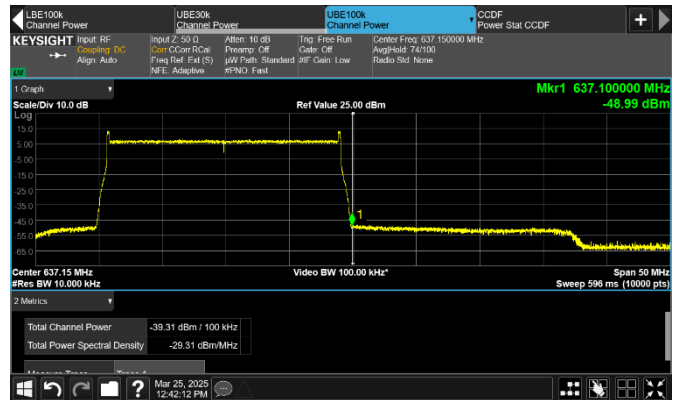 LBE100k
Channel Power
UBE30k
Channel Power
UBE100k
Channel Power
CCDF
Power Stat CCDF
KEYSIGHT
Input: RF
Coupling: DC
Align: Auto
Input Z: 50 Ω
Corr CCorr RCal
Freq Ref: Ext (S)
NFE: Adaptive
Atten: 10 dB
Preamp: Off
µW Path: Standard
#PNO: Fast
Trig: Free Run
Gate: Off
#IF Gain: Low
Center Freq: 637.150000 MHz
Avg|Hold: 74/100
Radio Std: None
LXI
1 Graph
Mkr1 637.100000 MHz
-48.99 dBm
Scale/Div 10.0 dB
Ref Value 25.00 dBm
Log
15.0
5.00
-5.00
-15.0
-25.0
-35.0
-45.0
-55.0
-65.0
1
Center 637.15 MHz
#Res BW 10.000 kHz
Video BW 100.00 kHz*
Span 50 MHz
Sweep 596 ms (10000 pts)
2 Metrics
Total Channel Power
-39.31 dBm / 100 kHz
Total Power Spectral Density
-29.31 dBm/MHz
Measure Trace
Trace 1
?
Mar 25, 2025
12:42:12 PM